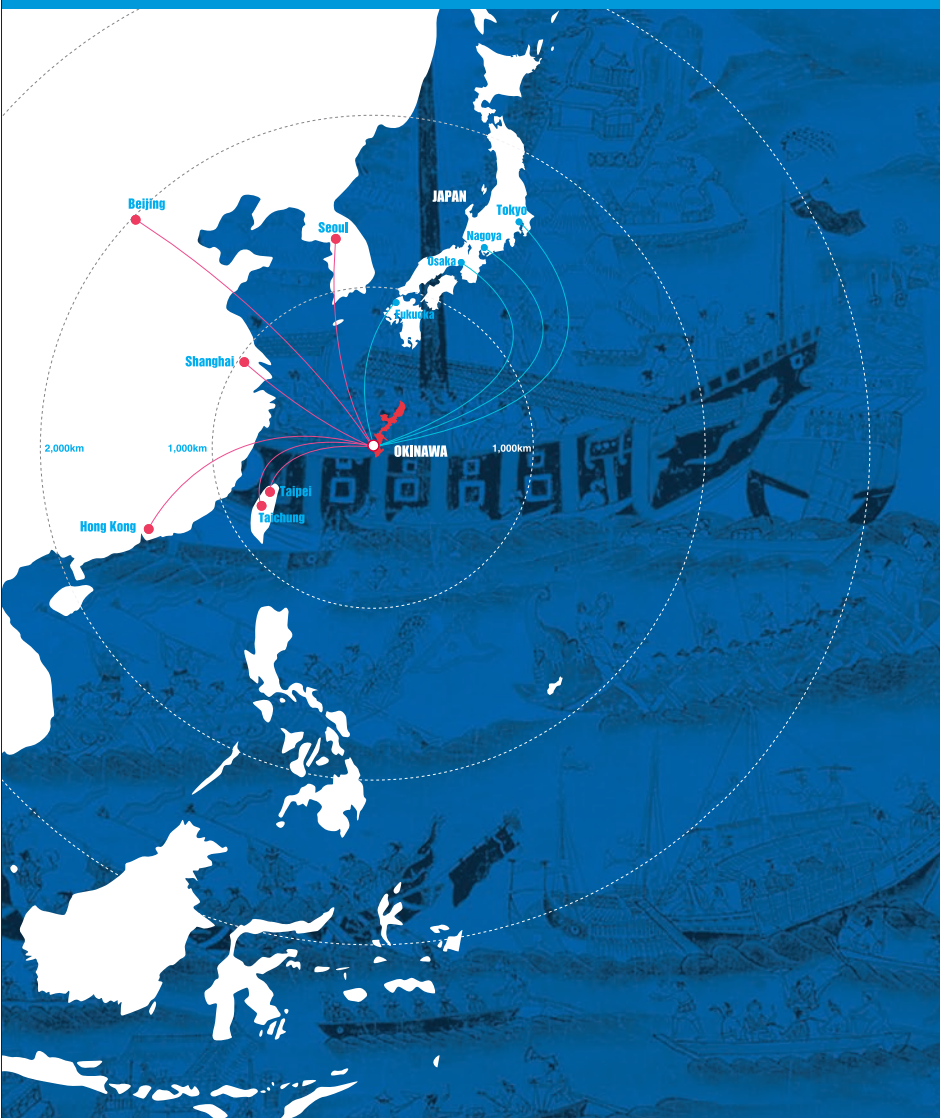 JAPAN
Beijing
Tokyo
Seoul
Nagoya
Osaka
Fukuoka
Shanghai
2,000km
1,000km
OKINAWA
1,000km
Taipei
Taichung
Hong Kong